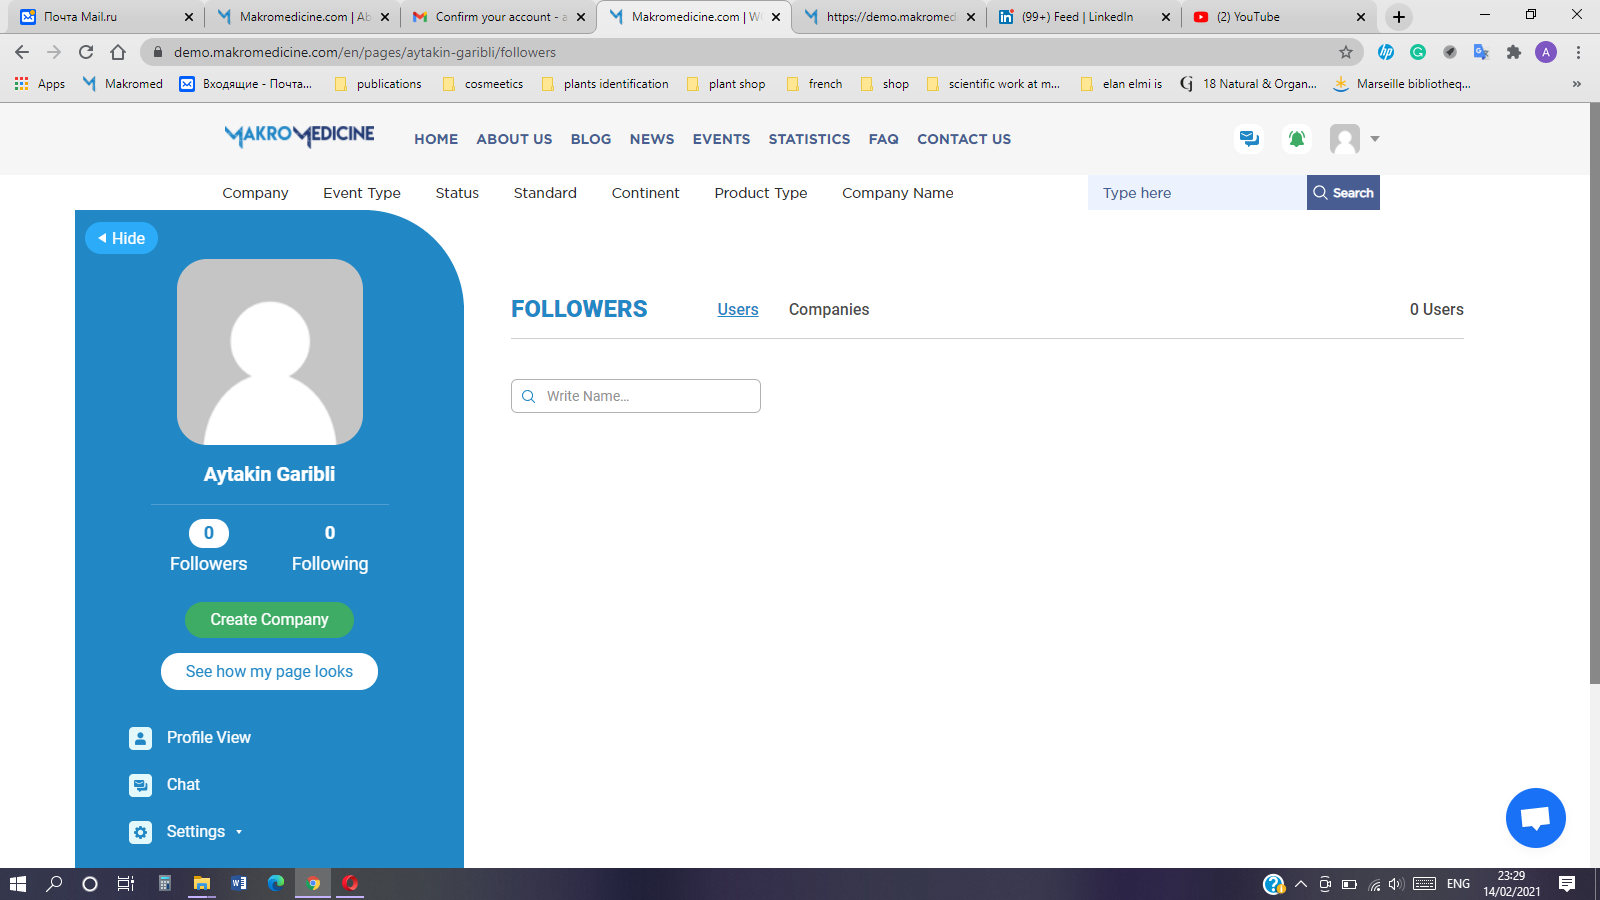 Почта Mail.ru
Makromedicine.com | Ab
Confirm your account - a
Makromedicine.com | W
https://demo.makromed
(99+) Feed | LinkedIn
(2) YouTube
demo.makromedicine.com/en/pages/aytakin-garibli/followers
A
Apps
Makromed
Входящие - Почта...
publications
cosmeetics
plants identification
plant shop
french
shop
scientific work at m...
elan elmi is
18 Natural & Organ...
Marseille bibliotheq...
»
MAKROMEDICINE
HOME
ABOUT US
BLOG
NEWS
EVENTS
STATISTICS
FAQ
CONTACT US
Company
Event Type
Status
Standard
Continent
Product Type
Company Name
Type here
Search
Hide
FOLLOWERS
Users
Companies
0 Users
Write Name...
Aytakin Garibli
0
Followers
0
Following
Create Company
See how my page looks
Profile View
Chat
Settings
ENG
23:29
14/02/2021